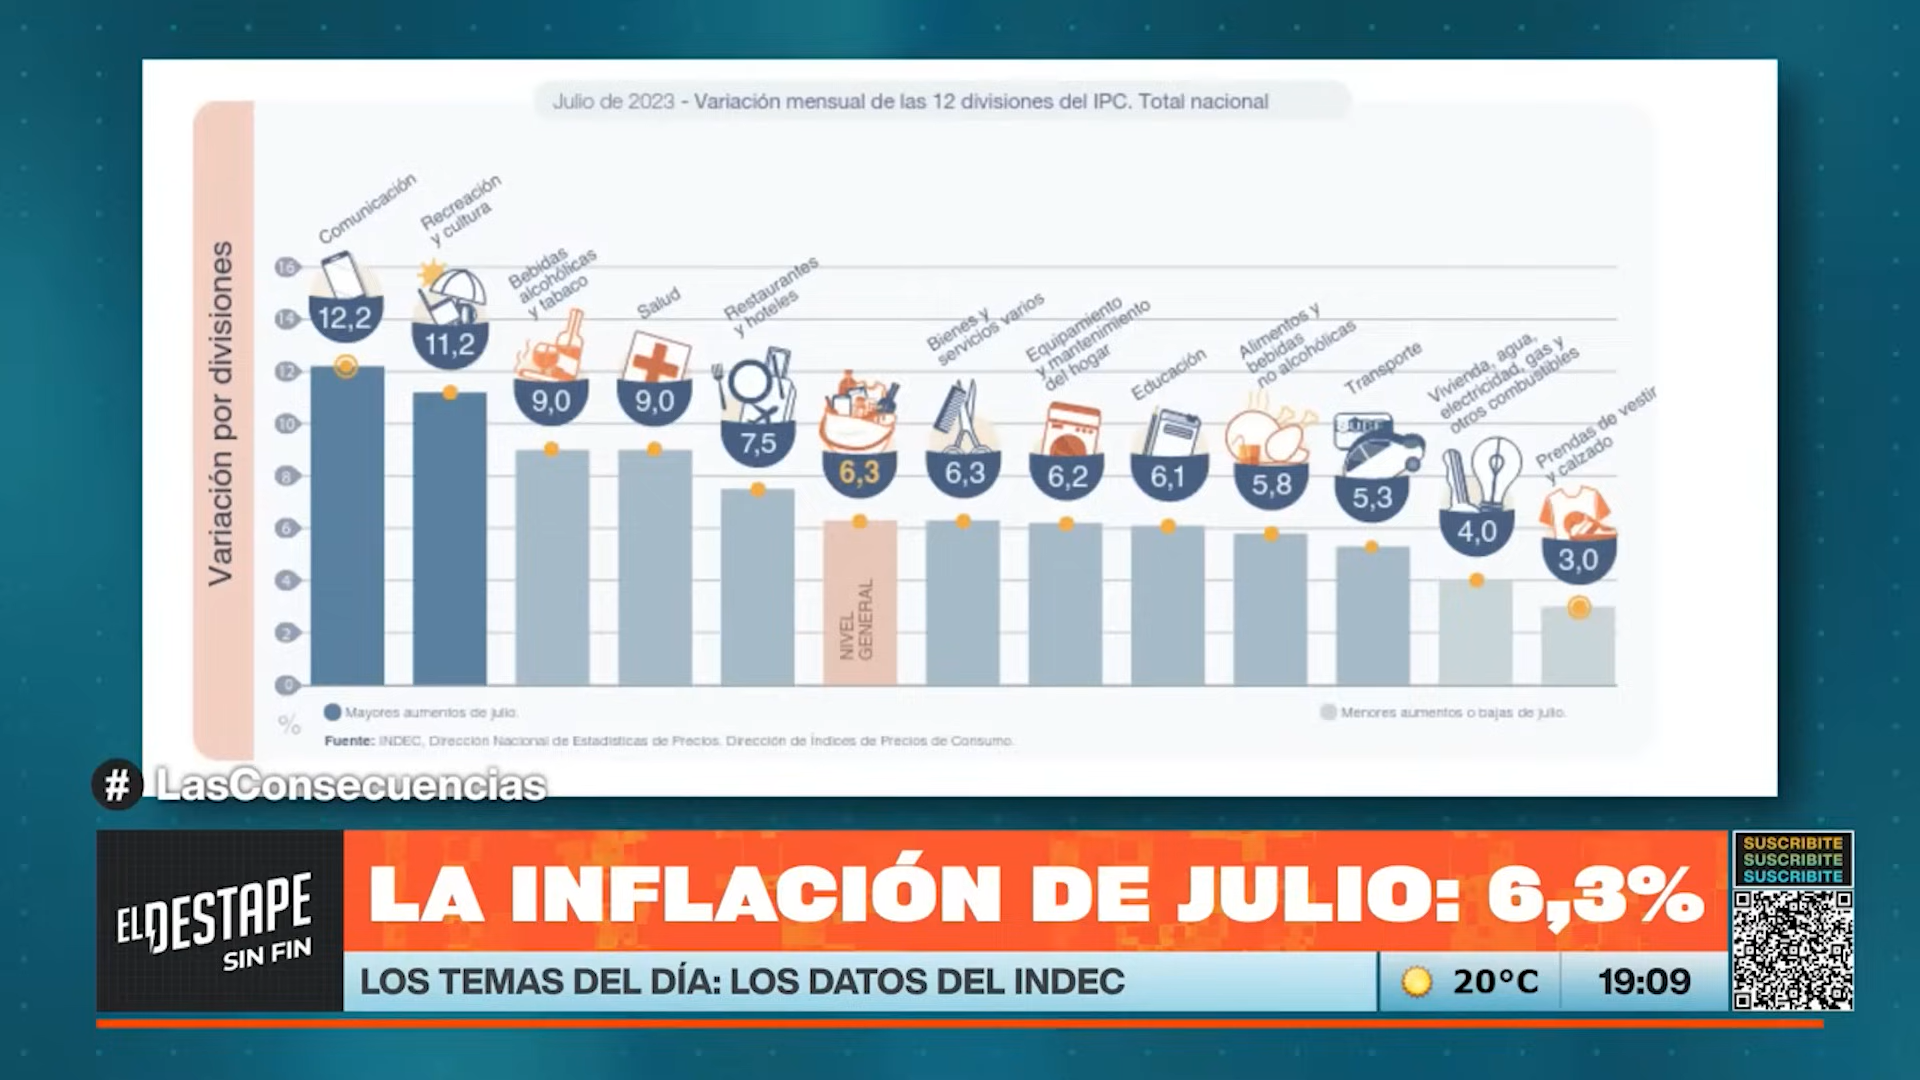 Julio de 2023 - Variación mensual de las 12 divisiones del IPC. Total nacional
Variación por divisiones
16
14
12
10
8
6
4
2
0
%
Comunicación
12,2
Recreación
y cultura
11,2
Bebidas
alcohólicas
y tabaco
9,0
Salud
9,0
Restaurantes
y hoteles
7,5
6,3
NIVEL
GENERAL
Bienes y
servicios varios
6,3
Equipamiento
y mantenimiento
del hogar
6,2
Educación
6,1
Alimentos y
bebidas
no alcohólicas
5,8
Transporte
5,3
Vivienda, agua,
electricidad, gas y
otros combustibles
4,0
Prendas de vestir
y calzado
3,0
Mayores aumentos de julio.
Menores aumentos o bajas de julio.
Fuente: INDEC, Dirección Nacional de Estadísticas de Precios. Dirección de Índices de Precios de Consumo.
# LasConsecuencias
EL DESTAPE
SIN FIN
LA INFLACIÓN DE JULIO: 6,3%
LOS TEMAS DEL DÍA: LOS DATOS DEL INDEC
20°C
19:09
SUSCRIBITE
SUSCRIBITE
SUSCRIBITE